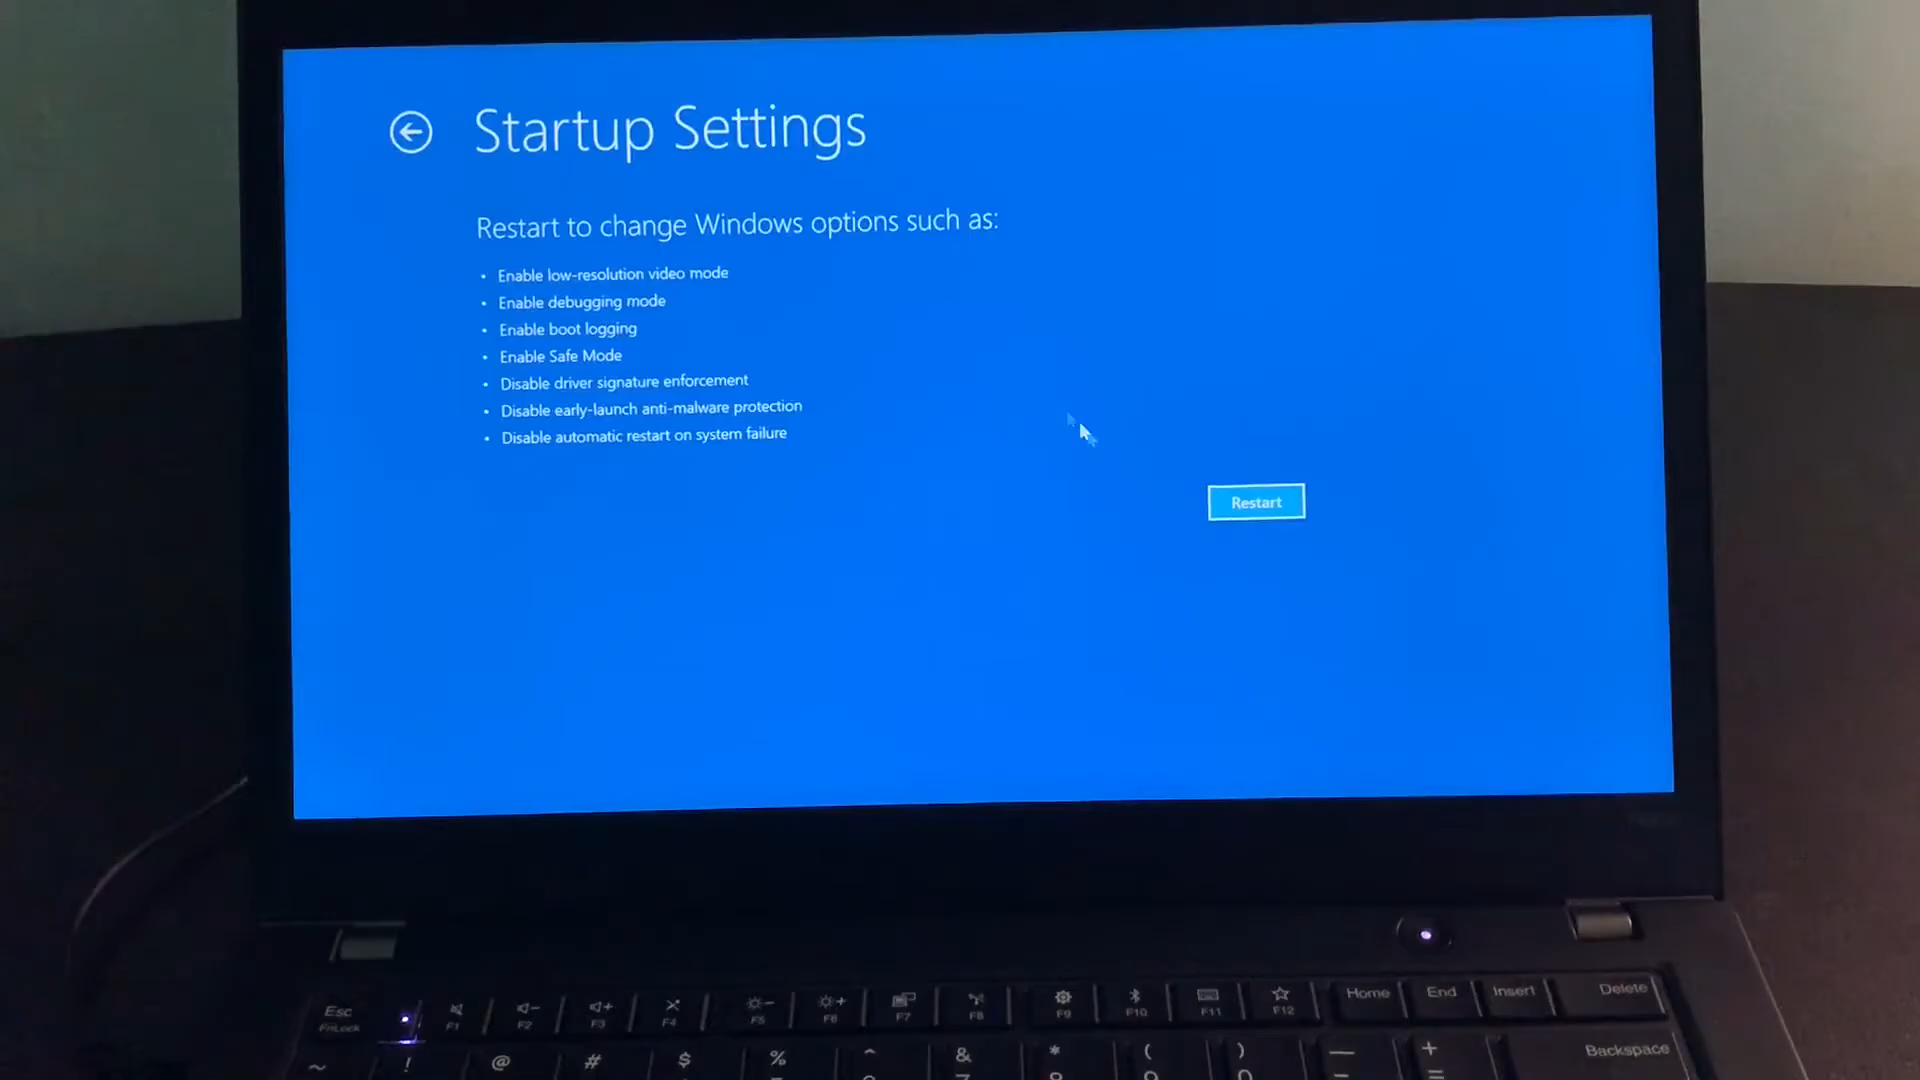 Startup Settings
Restart to change Windows options such as:
• Enable low-resolution video mode
• Enable debugging mode
• Enable boot logging
• Enable Safe Mode
• Disable driver signature enforcement
• Disable early-launch anti-malware protection
• Disable automatic restart on system failure
Restart
Esc
FnLock
F1 F2 F3 F4 F5 F6 F7 F8 F9 F10 F11 F12
Home End Insert Delete
~ ! @ # $ % ^ & * ( ) — +
Backspace